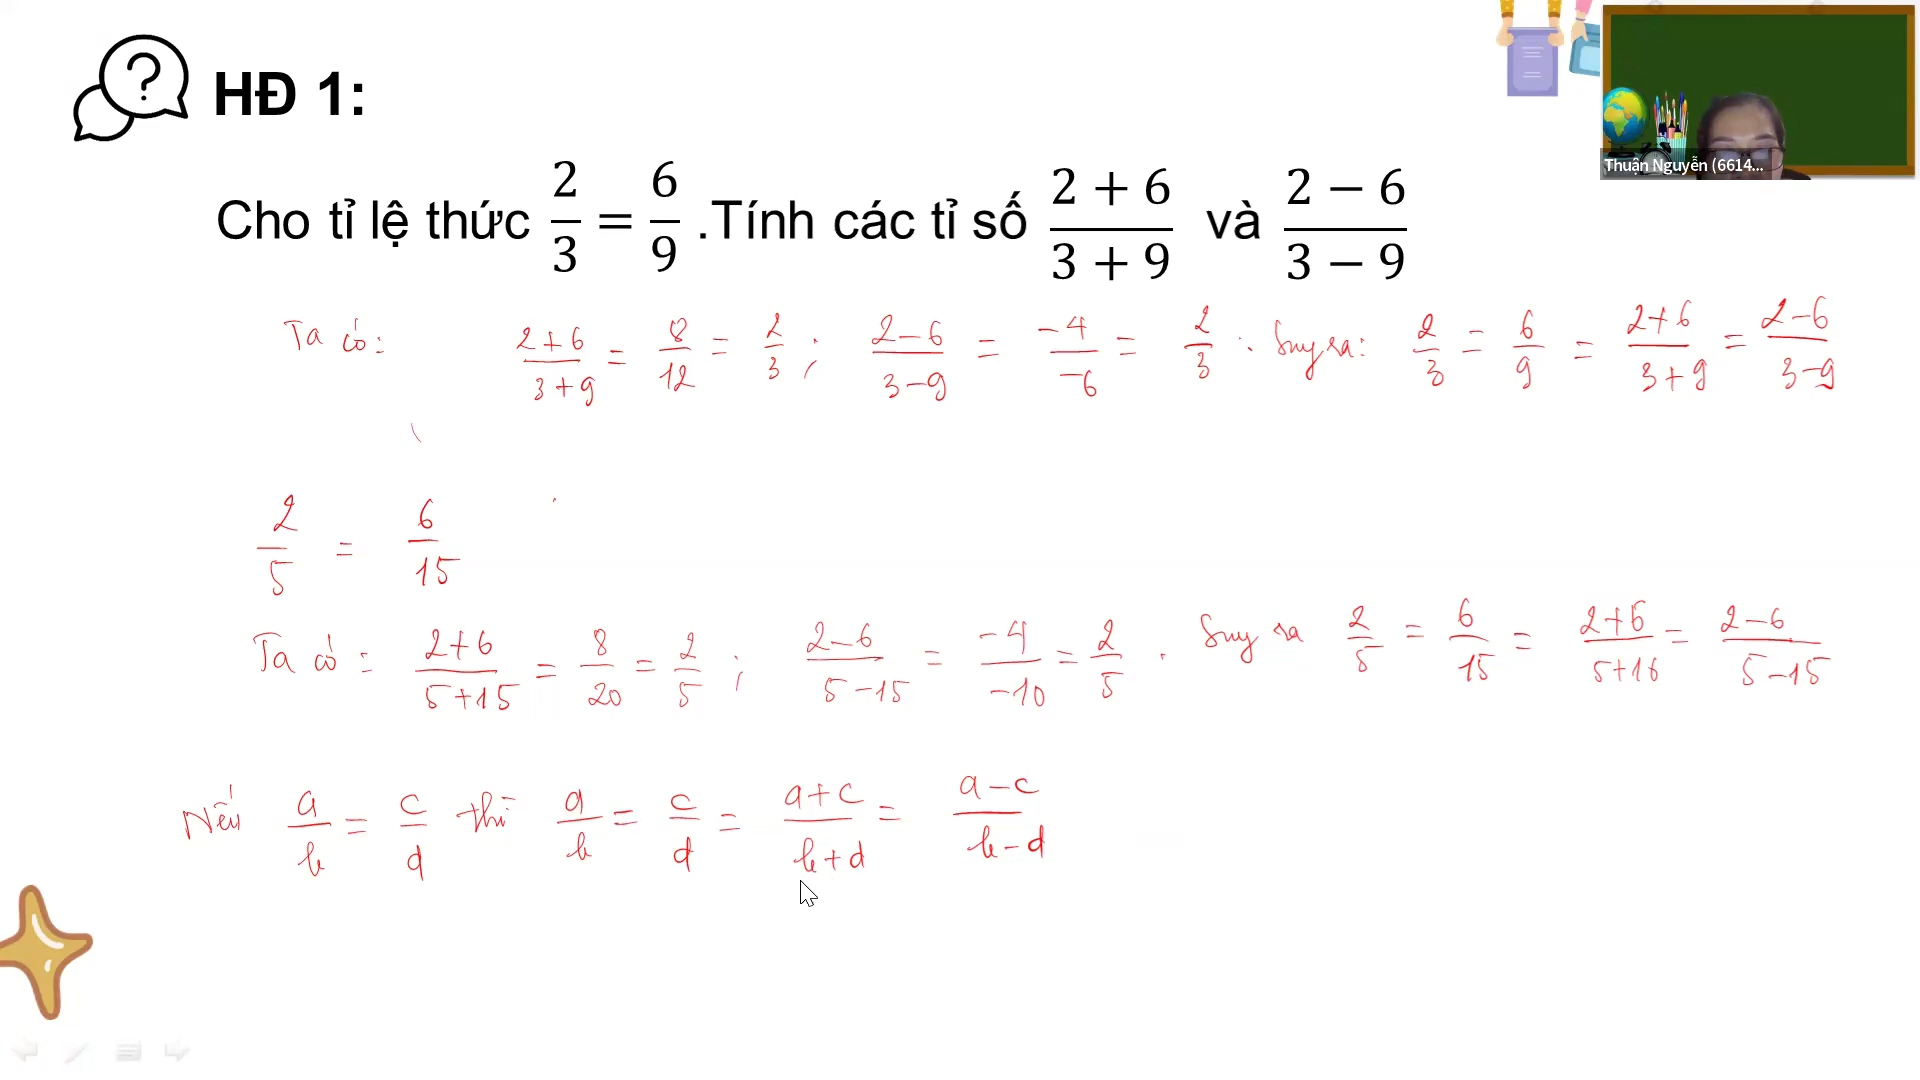 HĐ 1:
Thuận Nguyễn (6614...
Cho tỉ lệ thức 2/3 = 6/9 .Tính các tỉ số (2 + 6)/(3 + 9) và (2 − 6)/(3 − 9)
Ta có: (2+6)/(3+9) = 8/12 = 2/3 ; (2-6)/(3-9) = -4/-6 = 2/3 . Suy ra: 2/3 = 6/9 = (2+6)/(3+9) = (2-6)/(3-9)
2/5 = 6/15
Ta có: (2+6)/(5+15) = 8/20 = 2/5 ; (2-6)/(5-15) = -4/-10 = 2/5 . Suy ra 2/5 = 6/15 = (2+6)/(5+15) = (2-6)/(5-15)
Nếu a/b = c/d thì a/b = c/d = (a+c)/(b+d) = (a-c)/(b-d)